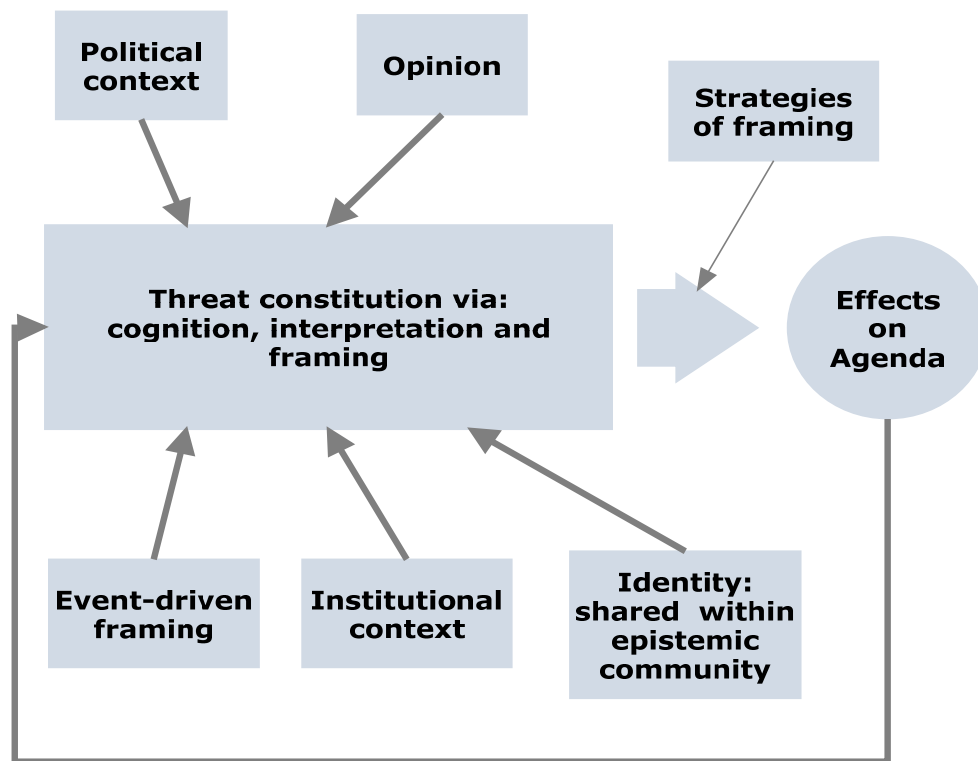 Political
context
Opinion
Strategies
of framing
Threat constitution via:
cognition, interpretation and
framing
Effects
on
Agenda
Event-driven
framing
Institutional
context
Identity:
shared within
epistemic
community